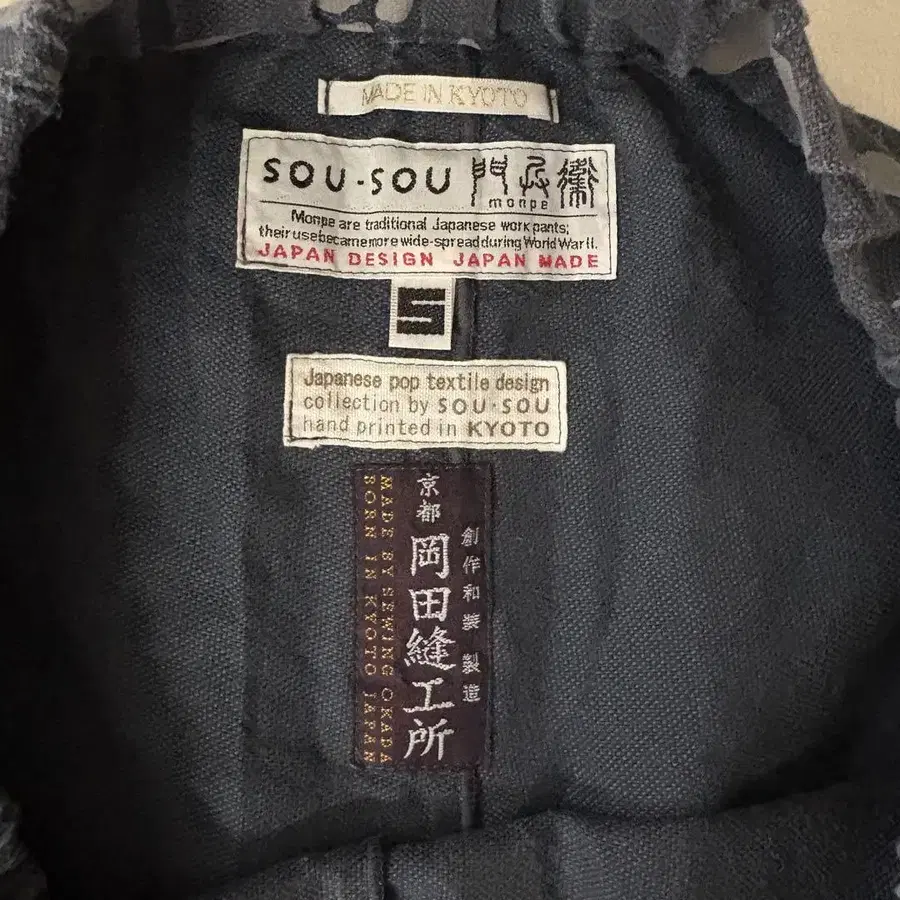 MADE IN KYOTO
SOU・SOU 門兵衛
monpe
Monpe are traditional Japanese work pants;
their use became more wide-spread during World War II.
JAPAN DESIGN JAPAN MADE
S
Japanese pop textile design
collection by SOU・SOU
hand printed in KYOTO
創作和装 製造
京都 岡田縫工所
MADE BY SEWING OKADA
BORN IN KYOTO JAPAN